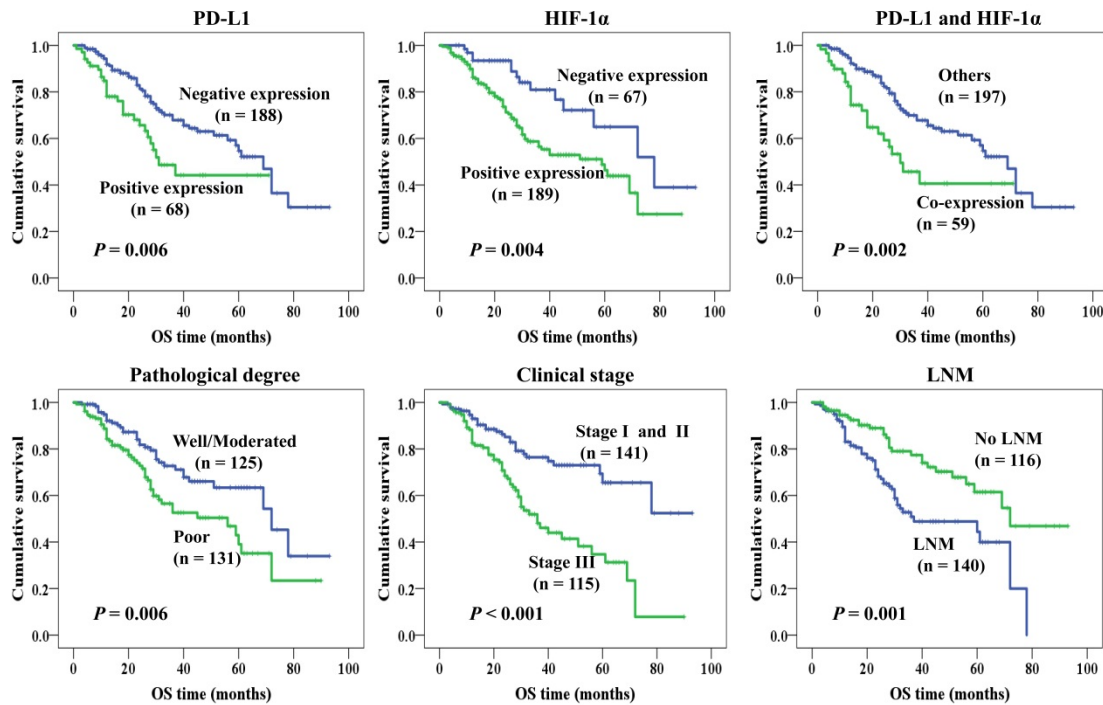 PD-L1
HIF-1α
PD-L1 and HIF-1α
Cumulative survival
1.0
0.8
0.6
0.4
0.2
0.0
Negative expression
(n = 188)
Positive expression
(n = 68)
P = 0.006
0 20 40 60 80 100
OS time (months)
Cumulative survival
1.0
0.8
0.6
0.4
0.2
0.0
Negative expression
(n = 67)
Positive expression
(n = 189)
P = 0.004
0 20 40 60 80 100
OS time (months)
Cumulative survival
1.0
0.8
0.6
0.4
0.2
0.0
Others
(n = 197)
Co-expression
(n = 59)
P = 0.002
0 20 40 60 80 100
OS time (months)
Pathological degree
Clinical stage
LNM
Cumulative survival
1.0
0.8
0.6
0.4
0.2
0.0
Well/Moderated
(n = 125)
Poor
(n = 131)
P = 0.006
0 20 40 60 80 100
OS time (months)
Cumulative survival
1.0
0.8
0.6
0.4
0.2
0.0
Stage I and II
(n = 141)
Stage III
(n = 115)
P < 0.001
0 20 40 60 80 100
OS time (months)
Cumulative survival
1.0
0.8
0.6
0.4
0.2
0.0
No LNM
(n = 116)
LNM
(n = 140)
P = 0.001
0 20 40 60 80 100
OS time (months)